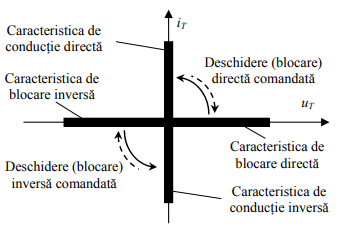 Caracteristica de
conducție directă
i_T
Deschidere (blocare)
directă comandată
Caracteristica de
blocare inversă
u_T
Caracteristica de
blocare directă
Deschidere (blocare)
inversă comandată
Caracteristica de
conducție inversă